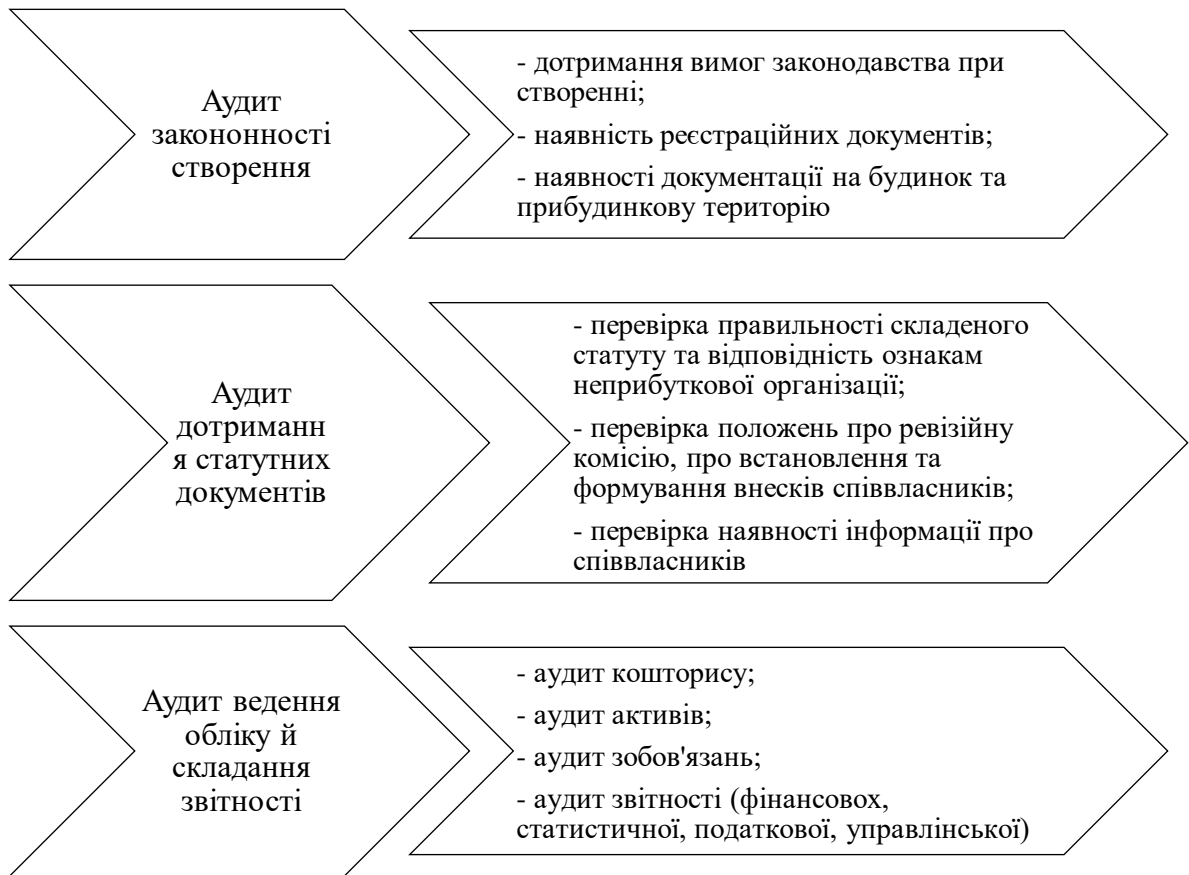 Аудит
закононності
створення
- дотримання вимог законодавства при
створенні;
- наявність реєстраційних документів;
- наявності документації на будинок та
прибудинкову територію
Аудит
дотриманн
я статутних
документів
- перевірка правильності складеного
статуту та відповідність ознакам
неприбуткової організації;
- перевірка положень про ревізійну
комісію, про встановлення та
формування внесків співвласників;
- перевірка наявності інформації про
співвласників
Аудит ведення
обліку й
складання
звітності
- аудит кошторису;
- аудит активів;
- аудит зобов'язань;
- аудит звітності (фінансовох,
статистичної, податкової, управлінської)